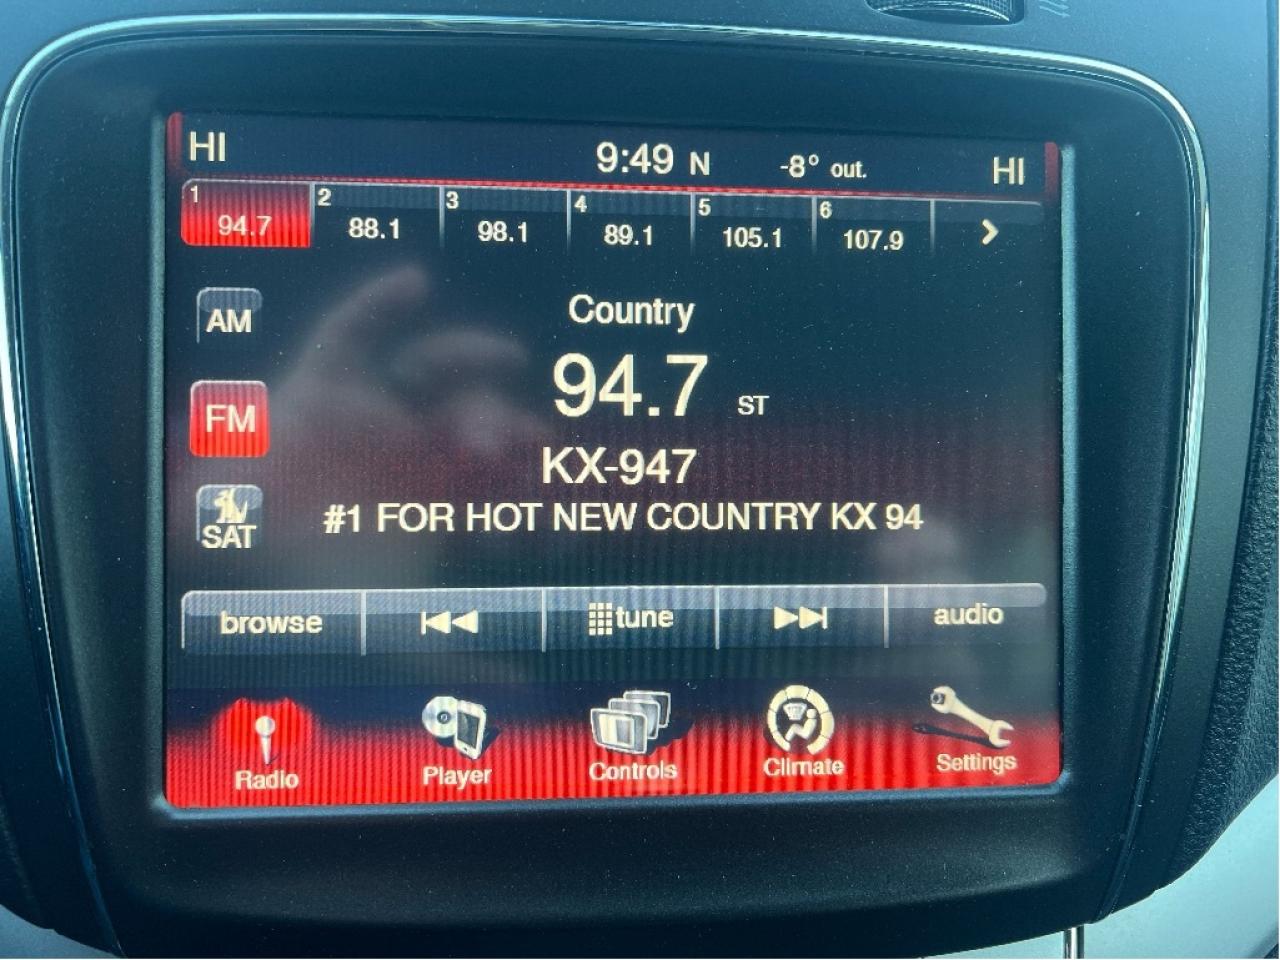 HI 9:49 N -8° out. HI
1 2 3 4 5 6
94.7 88.1 98.1 89.1 105.1 107.9
AM
Country
94.7 ST
FM
KX-947
SAT
#1 FOR HOT NEW COUNTRY KX 94
browse tune audio
Radio Player Controls Climate Settings